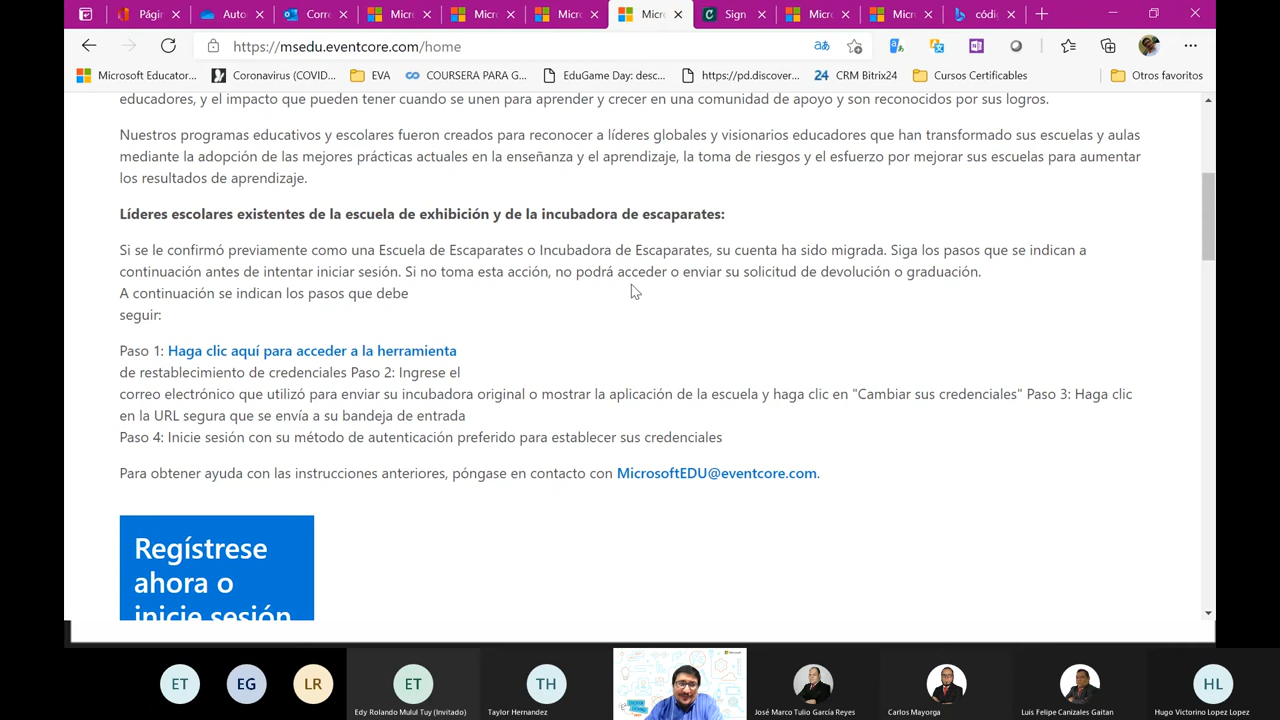 Págin
Auto
Corre
Micro
Micro
Micro
Micro
Sign
Micro
Micro
códig
https://msedu.eventcore.com/home
Microsoft Educator...
Coronavirus (COVID...
EVA
COURSERA PARA G...
EduGame Day: desc...
https://pd.discover...
24 CRM Bitrix24
Cursos Certificables
Otros favoritos
educadores, y el impacto que pueden tener cuando se unen para aprender y crecer en una comunidad de apoyo y son reconocidos por sus logros.
Nuestros programas educativos y escolares fueron creados para reconocer a líderes globales y visionarios educadores que han transformado sus escuelas y aulas
mediante la adopción de las mejores prácticas actuales en la enseñanza y el aprendizaje, la toma de riesgos y el esfuerzo por mejorar sus escuelas para aumentar
los resultados de aprendizaje.
Líderes escolares existentes de la escuela de exhibición y de la incubadora de escaparates:
Si se le confirmó previamente como una Escuela de Escaparates o Incubadora de Escaparates, su cuenta ha sido migrada. Siga los pasos que se indican a
continuación antes de intentar iniciar sesión. Si no toma esta acción, no podrá acceder o enviar su solicitud de devolución o graduación.
A continuación se indican los pasos que debe
seguir:
Paso 1: Haga clic aquí para acceder a la herramienta
de restablecimiento de credenciales Paso 2: Ingrese el
correo electrónico que utilizó para enviar su incubadora original o mostrar la aplicación de la escuela y haga clic en "Cambiar sus credenciales" Paso 3: Haga clic
en la URL segura que se envía a su bandeja de entrada
Paso 4: Inicie sesión con su método de autenticación preferido para establecer sus credenciales
Para obtener ayuda con las instrucciones anteriores, póngase en contacto con MicrosoftEDU@eventcore.com.
Regístrese
ahora o
inicie sesión
ET
EG
LR
ET
TH
HL
Edy Rolando Mulul Tuy (Invitado)
Taylor Hernandez
José Marco Tulio García Reyes
Carlos Mayorga
Luis Felipe Canizales Gaitan
Hugo Victorino Lopez Lopez